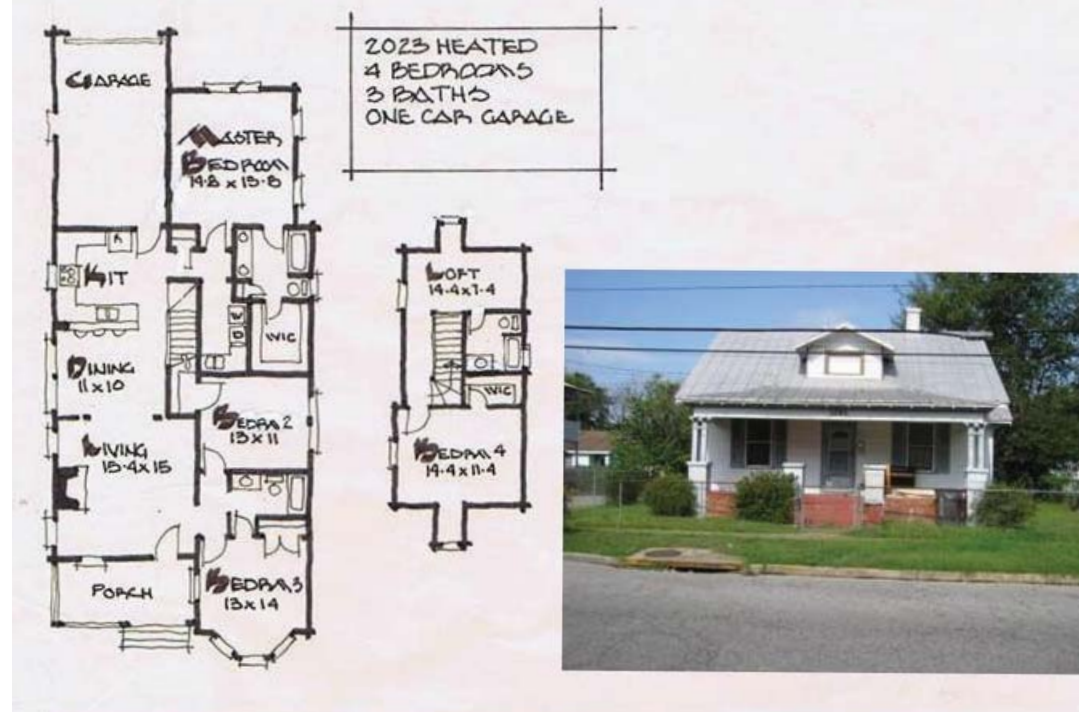 2023 HEATED
4 BEDROOMS
3 BATHS
ONE CAR GARAGE
GARAGE
MASTER
BEDROOM
14·8 x 15·8
R
KIT
W
D
WIC
DINING
11 x 10
BEDRM 2
13 x 11
LIVING
15·4 x 15
PORCH
BEDRM 3
13 x 14
LOFT
14·4 x 7·4
WIC
BEDRM 4
14·4 x 11·4